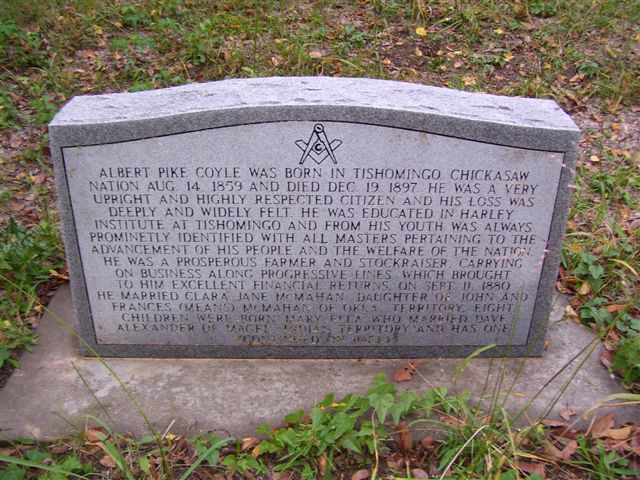 ALBERT PIKE COYLE WAS BORN IN TISHOMINGO, CHICKASAW
NATION AUG. 14, 1859 AND DIED DEC. 19, 1897. HE WAS A VERY
UPRIGHT AND HIGHLY RESPECTED CITIZEN AND HIS LOSS WAS
DEEPLY AND WIDELY FELT. HE WAS EDUCATED IN HARLEY
INSTITUTE AT TISHOMINGO AND FROM HIS YOUTH WAS ALWAYS
PROMINETLY IDENTIFIED WITH ALL MASTERS PERTAINING TO THE
ADVANCEMENT OF HIS PEOPLE AND THE WELFARE OF THE NATION.
HE WAS A PROSPEROUS FARMER AND STOCKRAISER, CARRYING
ON BUSINESS ALONG PROGRESSIVE LINES, WHICH BROUGHT
TO HIM EXCELLENT FINANCIAL RETURNS. ON SEPT. 11, 1880
HE MARRIED CLARA JANE McMAHAN, DAUGHTER OF JOHN AND
FRANCES (MEANS) McMAHAN OF OKLA. TERRITORY. EIGHT
CHILDREN WERE BORN: MARY ELLA WHO MARRIED DAVE
ALEXANDER OF MAGEE, INDIAN TERRITORY AND HAS ONE
(CONTINUED ON BACK)